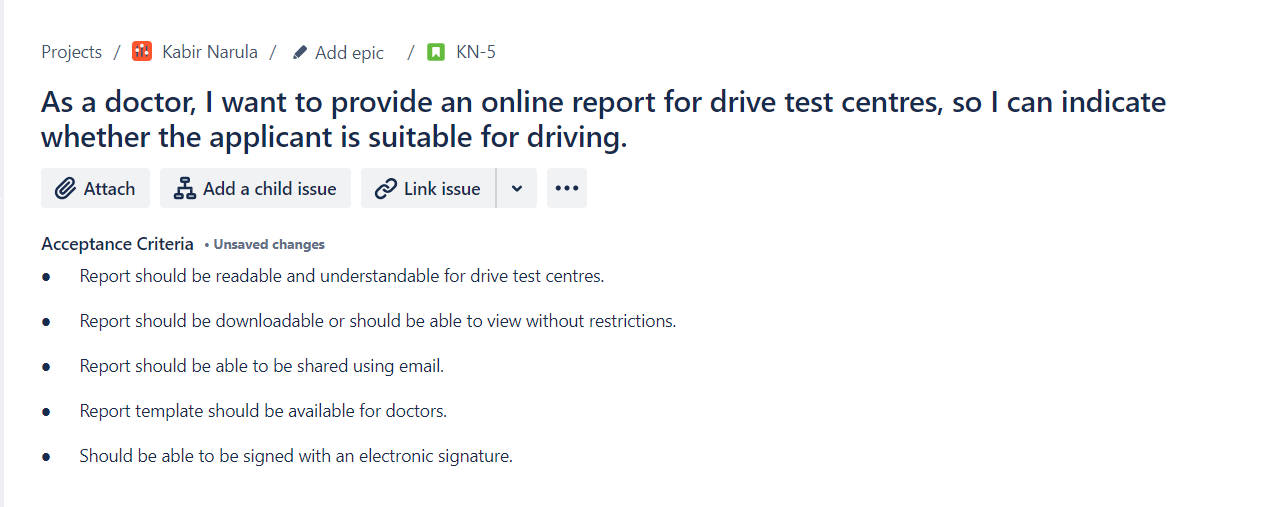 Projects / Kabir Narula / Add epic / KN-5
As a doctor, I want to provide an online report for drive test centres, so I can indicate
whether the applicant is suitable for driving.
Attach Add a child issue Link issue
Acceptance Criteria • Unsaved changes
● Report should be readable and understandable for drive test centres.
● Report should be downloadable or should be able to view without restrictions.
● Report should be able to be shared using email.
● Report template should be available for doctors.
● Should be able to be signed with an electronic signature.